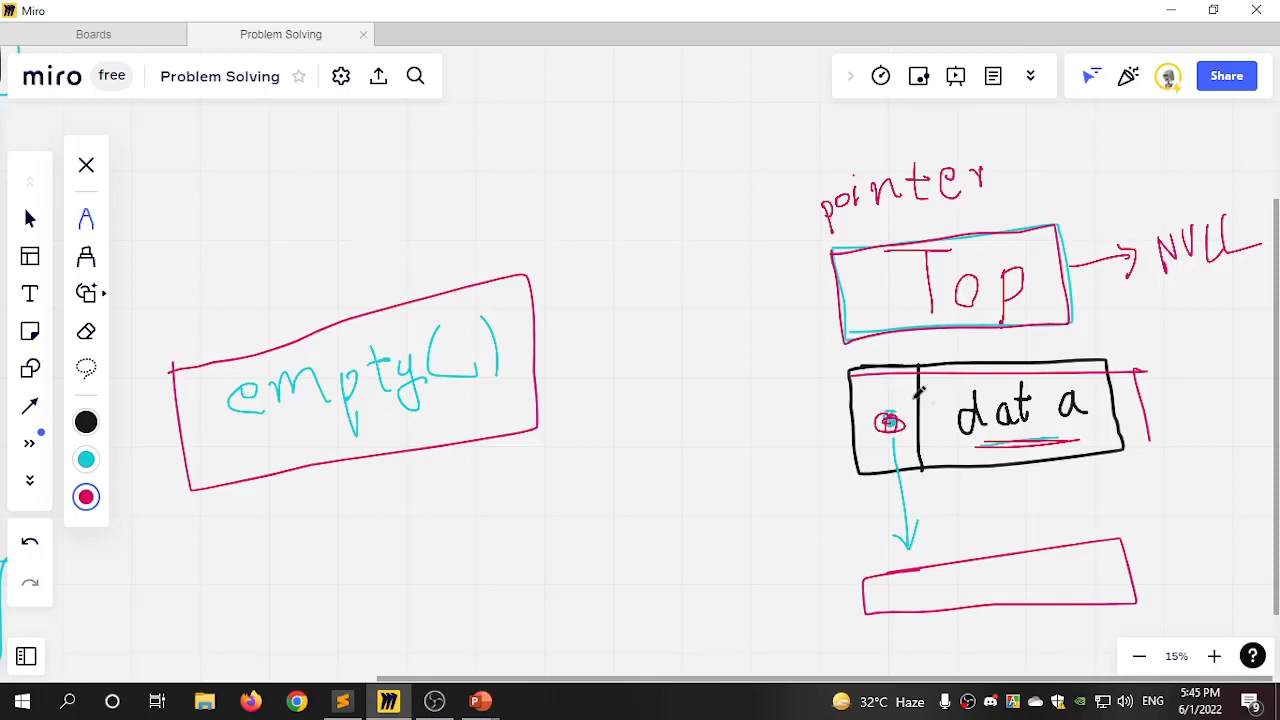 Miro
Boards
Problem Solving
miro
free
Problem Solving
Share
pointer
Top
NULL
empty()
data
15%
32°C Haze
ENG
5:45 PM
6/1/2022
9